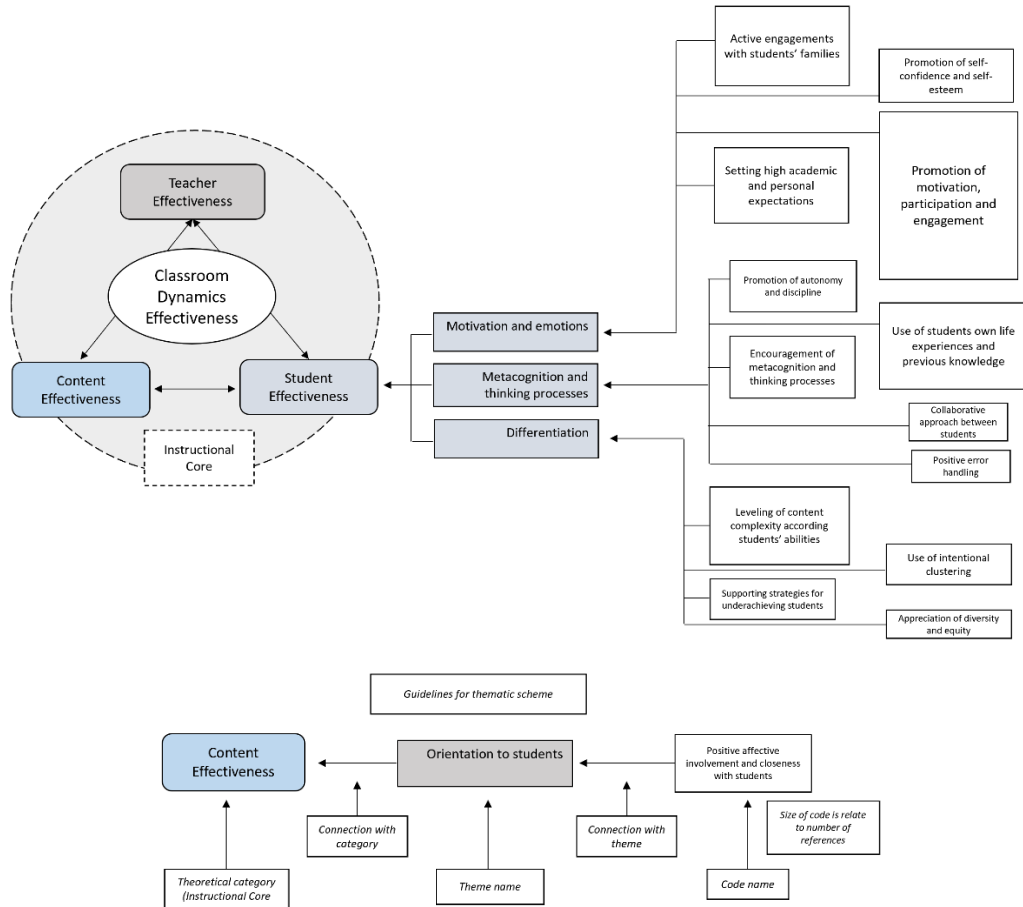 Active engagements
with students' families
Promotion of self-
confidence and self-
esteem
Promotion of
motivation,
participation and
engagement
Setting high academic
and personal
expectations
Teacher
Effectiveness
Classroom
Dynamics
Effectiveness
Content
Effectiveness
Student
Effectiveness
Instructional
Core
Motivation and emotions
Metacognition and
thinking processes
Differentiation
Promotion of autonomy
and discipline
Use of students own life
experiences and
previous knowledge
Encouragement of
metacognition and
thinking processes
Collaborative
approach between
students
Positive error
handling
Leveling of content
complexity according
students' abilities
Use of intentional
clustering
Supporting strategies for
underachieving students
Appreciation of diversity
and equity
Guidelines for thematic scheme
Content
Effectiveness
Orientation to students
Positive affective
involvement and closeness
with students
Connection with
category
Connection with
theme
Size of code is relate
to number of
references
Theoretical category
(Instructional Core
Theme name
Code name